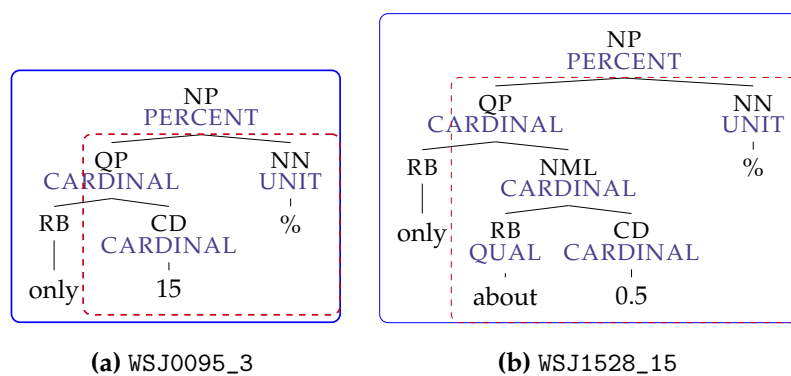 NP
PERCENT
QP NN
CARDINAL UNIT
RB CD %
CARDINAL
only 15
(a) WSJ0095_3
NP
PERCENT
QP NN
CARDINAL UNIT
RB NML %
CARDINAL
only RB CD
QUAL CARDINAL
about 0.5
(b) WSJ1528_15